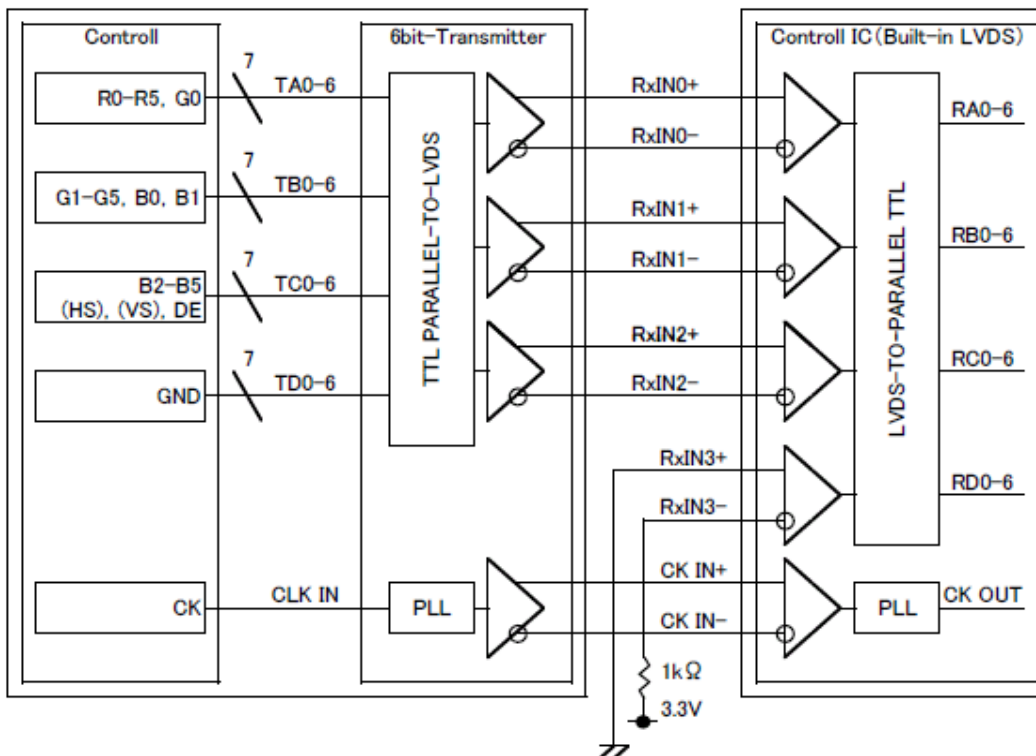 Controll
6bit-Transmitter
Controll IC(Built-in LVDS)
R0-R5, G0
7
TA0-6
RxIN0+
RxIN0-
RA0-6
G1-G5, B0, B1
7
TB0-6
RxIN1+
RxIN1-
RB0-6
B2-B5
(HS), (VS), DE
7
TC0-6
RxIN2+
RxIN2-
RC0-6
GND
7
TD0-6
RxIN3+
RxIN3-
RD0-6
TTL PARALLEL-TO-LVDS
LVDS-TO-PARALLEL TTL
CK
CLK IN
PLL
CK IN+
CK IN-
PLL
CK OUT
1kΩ
3.3V